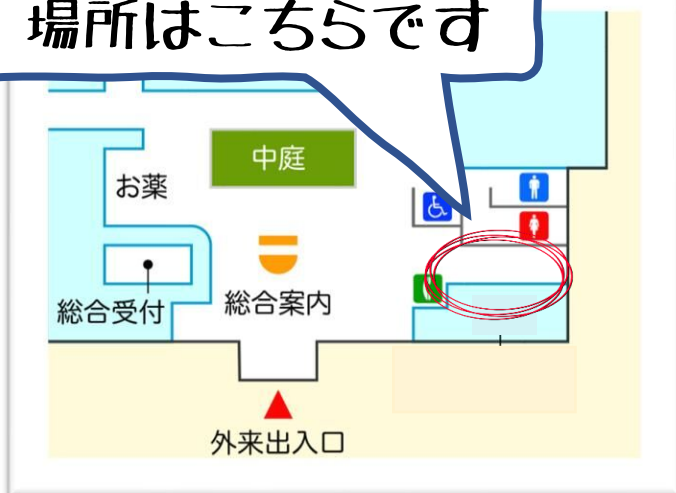 場所はこちらです
中庭
お薬
総合受付
総合案内
外来出入口